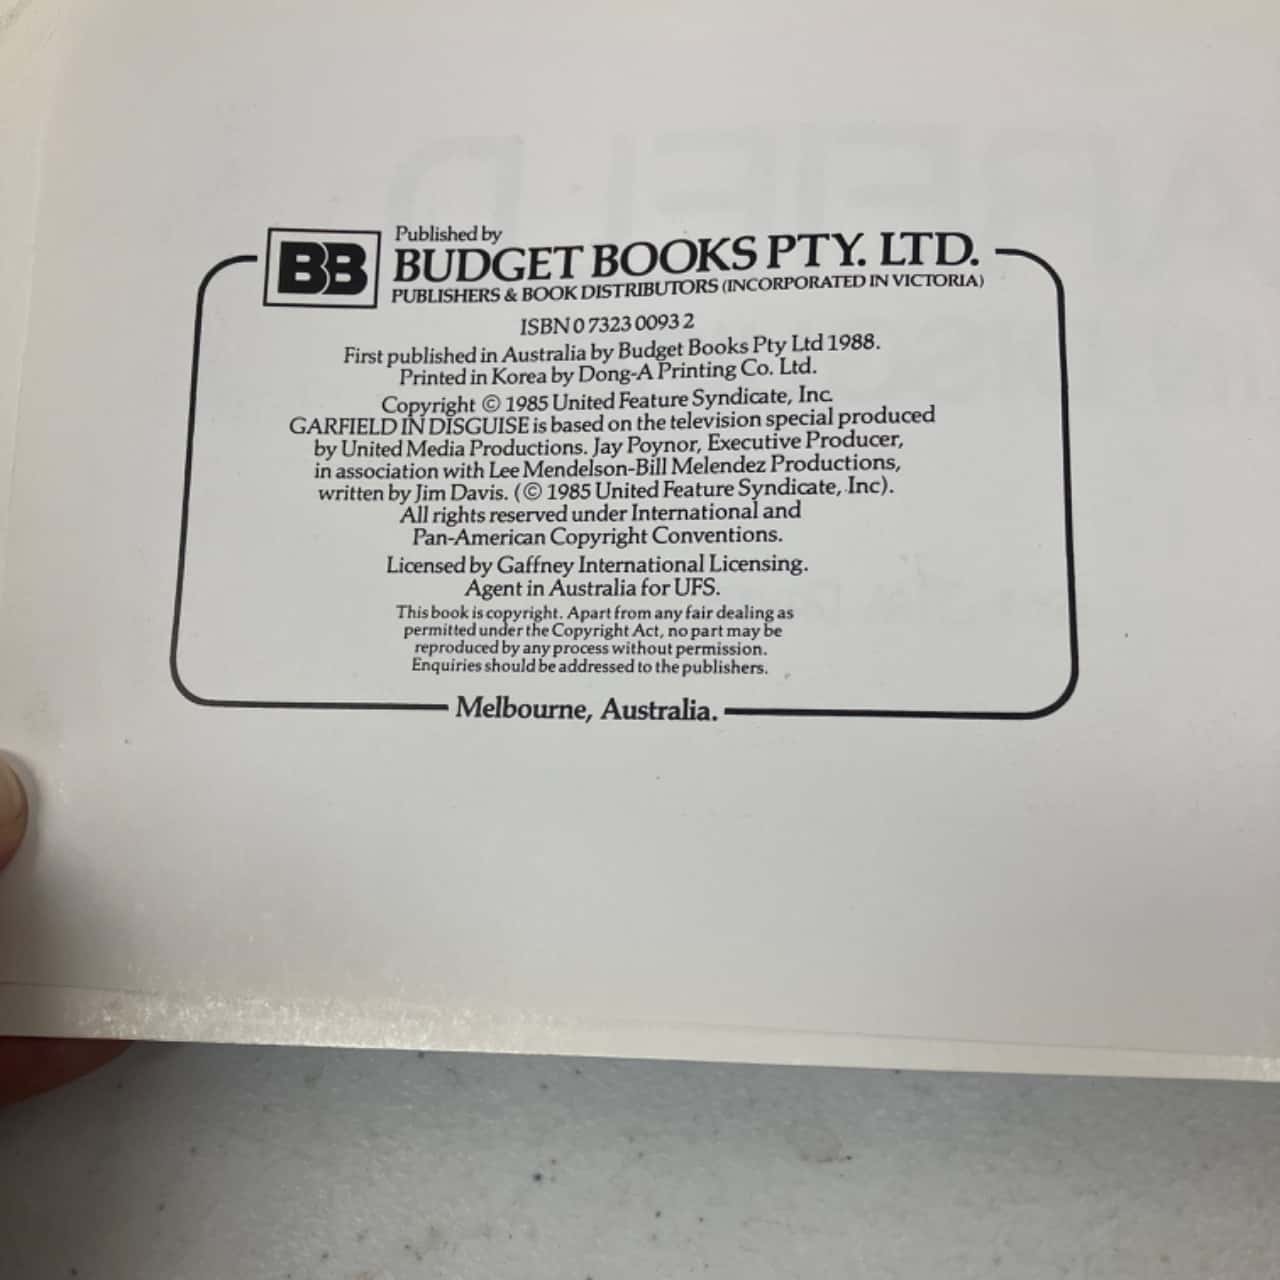 BB
Published by
BUDGET BOOKS PTY. LTD.
PUBLISHERS & BOOK DISTRIBUTORS (INCORPORATED IN VICTORIA)
ISBN 0 7323 0093 2
First published in Australia by Budget Books Pty Ltd 1988.
Printed in Korea by Dong-A Printing Co. Ltd.
Copyright © 1985 United Feature Syndicate, Inc.
GARFIELD IN DISGUISE is based on the television special produced
by United Media Productions. Jay Poynor, Executive Producer,
in association with Lee Mendelson-Bill Melendez Productions,
written by Jim Davis. (© 1985 United Feature Syndicate, Inc).
All rights reserved under International and
Pan-American Copyright Conventions.
Licensed by Gaffney International Licensing.
Agent in Australia for UFS.
This book is copyright. Apart from any fair dealing as
permitted under the Copyright Act, no part may be
reproduced by any process without permission.
Enquiries should be addressed to the publishers.
Melbourne, Australia.